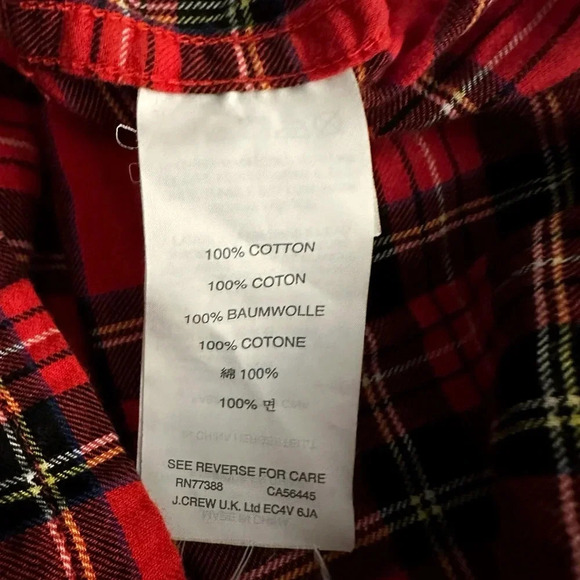 100% COTTON
100% COTON
100% BAUMWOLLE
100% COTONE
綿 100%
100% 면
SEE REVERSE FOR CARE
RN77388 CA56445
J.CREW U.K. Ltd EC4V 6JA